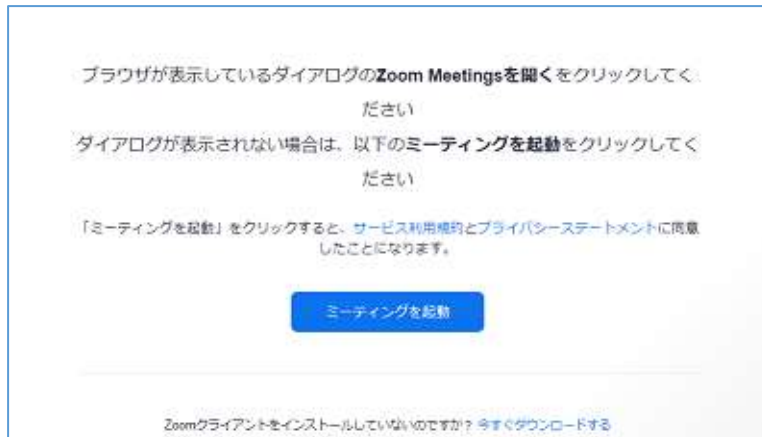 ブラウザが表示しているダイアログのZoom Meetingsを開くをクリックしてく
ださい
ダイアログが表示されない場合は、以下のミーティングを起動をクリックしてく
ださい
「ミーティングを起動」をクリックすると、サービス利用規約とプライバシーステートメントに同意
したことになります。
ミーティングを起動
Zoomクライアントをインストールしていないのですか? 今すぐダウンロードする